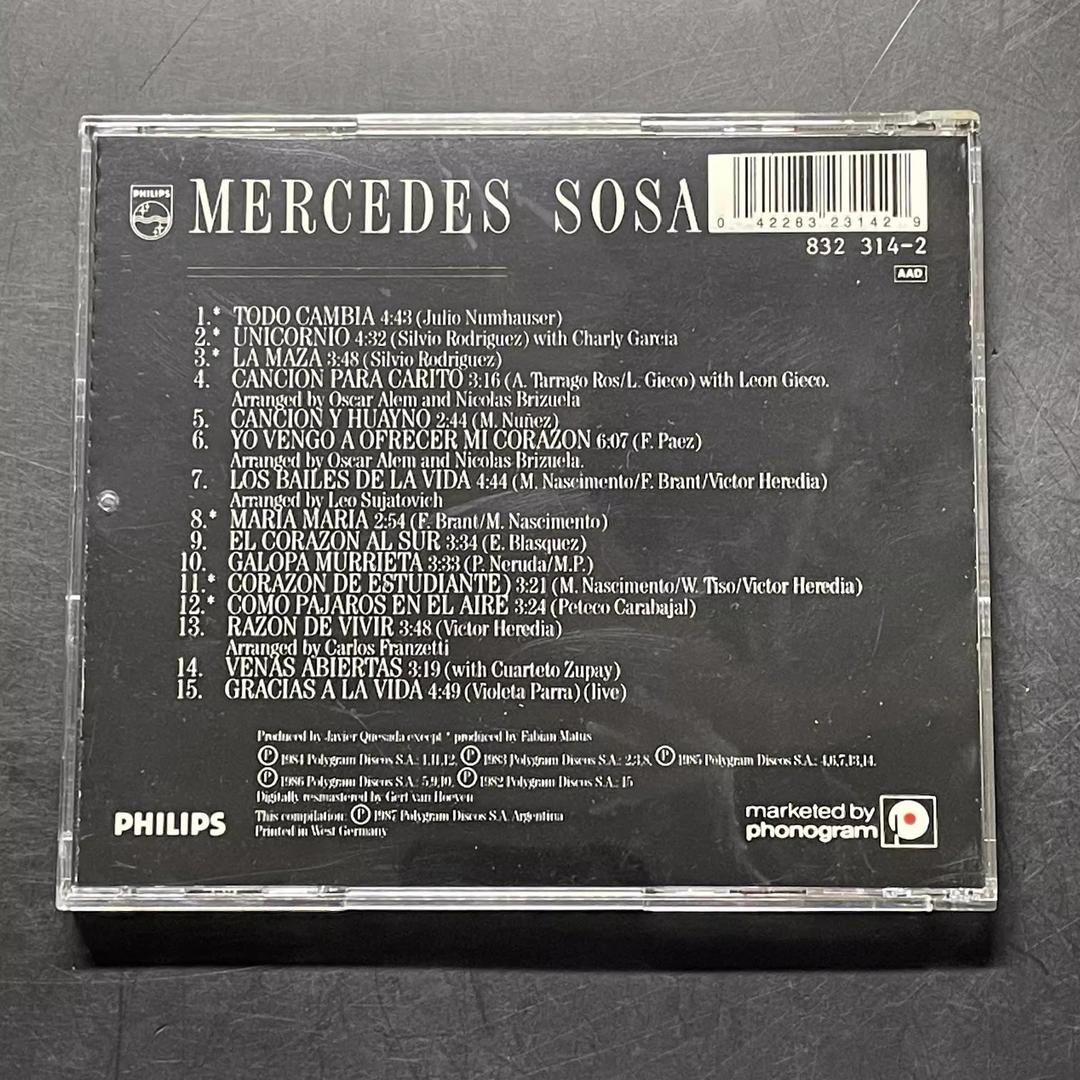 PHILIPS
MERCEDES SOSA
0 42283 23142 9
832 314-2
AAD
1.* TODO CAMBIA 4:43 (Julio Numhauser)
2.* UNICORNIO 4:32 (Silvio Rodriguez) with Charly Garcia
3.* LA MAZA 3:48 (Silvio Rodriguez)
4. CANCION PARA CARITO 3:16 (A. Tarrago Ros/L. Gieco) with Leon Gieco.
Arranged by Oscar Alem and Nicolas Brizuela
5. CANCION Y HUAYNO 2:44 (M. Nuñez)
6. YO VENGO A OFRECER MI CORAZON 6:07 (F. Paez)
Arranged by Oscar Alem and Nicolas Brizuela.
7. LOS BAILES DE LA VIDA 4:44 (M. Nascimento/F. Brant/Victor Heredia)
Arranged by Leo Sujatovich
8.* MARIA MARIA 2:54 (F. Brant/M. Nascimento)
9. EL CORAZON AL SUR 3:34 (E. Blasquez)
10. GALOPA MURRIETA 3:33 (P. Neruda/M.P.)
11.* CORAZON DE ESTUDIANTE) 3:21 (M. Nascimento/W. Tiso/Victor Heredia)
12.* COMO PAJAROS EN EL AIRE 3:24 (Peteco Carabajal)
13. RAZON DE VIVIR 3:48 (Victor Heredia)
Arranged by Carlos Franzetti
14. VENAS ABIERTAS 3:19 (with Cuarteto Zupay)
15. GRACIAS A LA VIDA 4:49 (Violeta Parra) (live)
Produced by Javier Quesada except * produced by Fabian Matus
Ⓟ 1984 Polygram Discos S.A.: 1,11,12, Ⓟ 1983 Polygram Discos S.A.: 2,3,8, Ⓟ 1985 Polygram Discos S.A.: 4,6,7,13,14.
Ⓟ 1986 Polygram Discos S.A.: 5,9,10, Ⓟ 1982 Polygram Discos S.A.: 15
Digitally resmastered by Gert van Hoeyen
This compilation: Ⓟ 1987 Polygram Discos S.A. Argentina
Printed in West Germany
PHILIPS
marketed by
phonogram